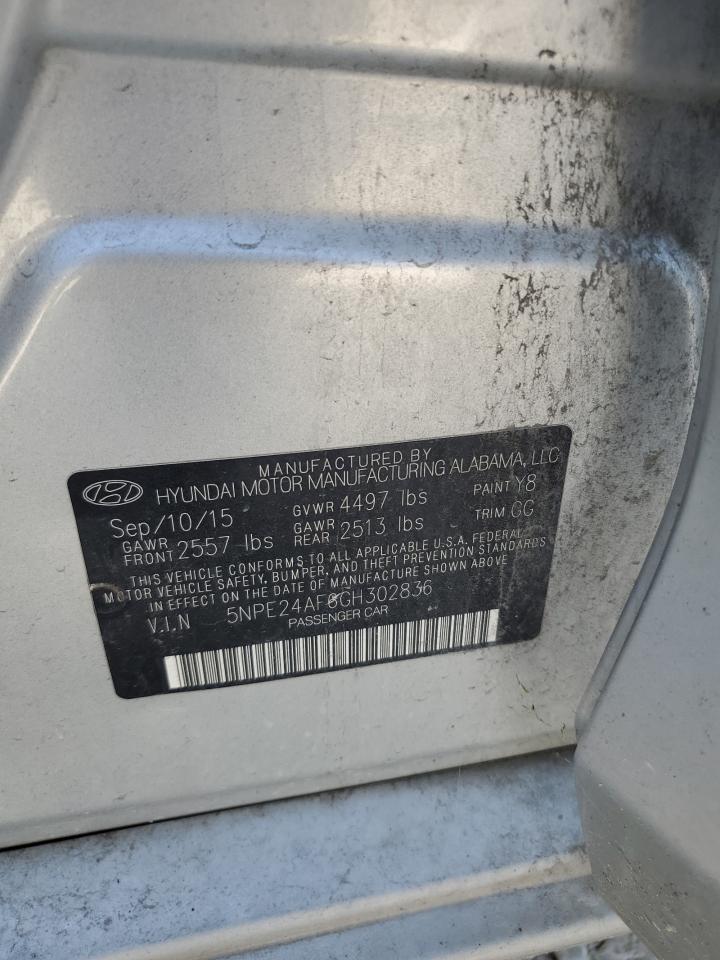 MANUFACTURED BY
HYUNDAI MOTOR MANUFACTURING ALABAMA, LLC
Sep/10/15 GVWR 4497 lbs PAINT Y8
GAWR FRONT 2557 lbs GAWR REAR 2513 lbs TRIM GG
THIS VEHICLE CONFORMS TO ALL APPLICABLE U.S.A. FEDERAL
MOTOR VEHICLE SAFETY, BUMPER, AND THEFT PREVENTION STANDARDS
IN EFFECT ON THE DATE OF MANUFACTURE SHOWN ABOVE
V.I.N 5NPE24AF6GH302836
PASSENGER CAR